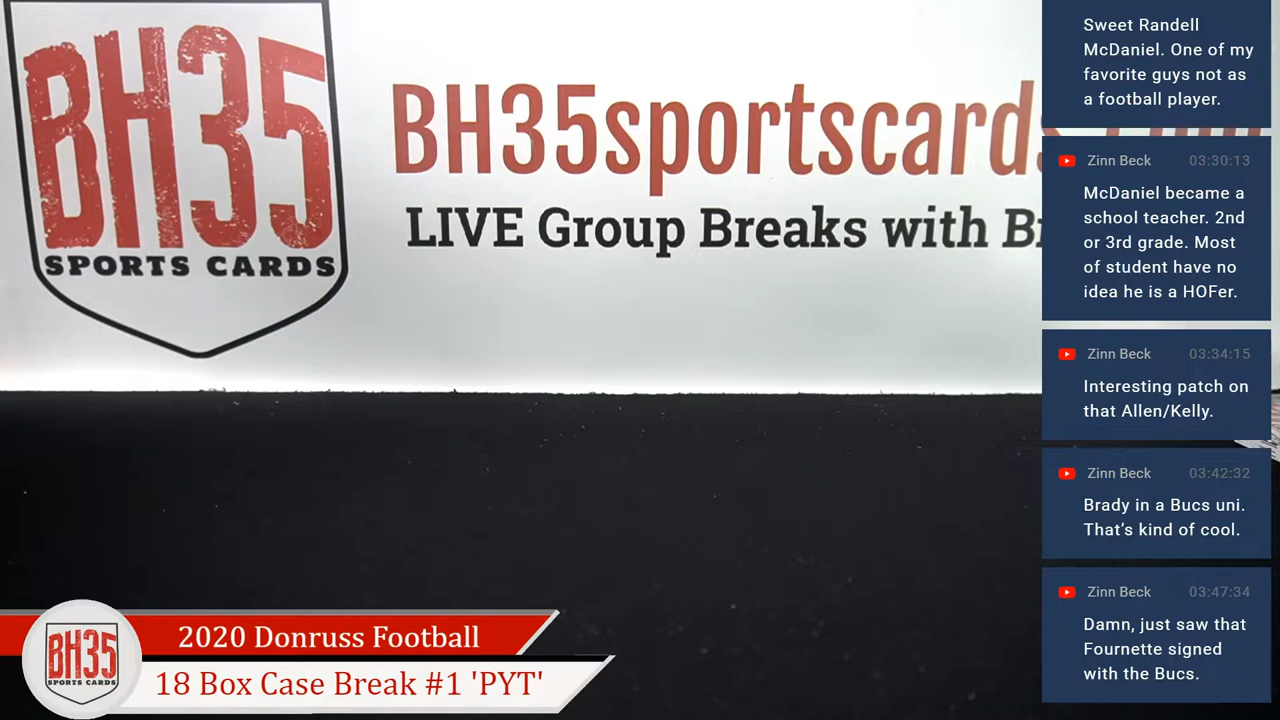 BH35
SPORTS CARDS
BH35sportscards
LIVE Group Breaks with
Sweet Randell
McDaniel. One of my
favorite guys not as
a football player.
Zinn Beck 03:30:13
McDaniel became a
school teacher. 2nd
or 3rd grade. Most
of student have no
idea he is a HOFer.
Zinn Beck 03:34:15
Interesting patch on
that Allen/Kelly.
Zinn Beck 03:42:32
Brady in a Bucs uni.
That’s kind of cool.
Zinn Beck 03:47:34
Damn, just saw that
Fournette signed
with the Bucs.
BH35
SPORTS CARDS
2020 Donruss Football
18 Box Case Break #1 'PYT'